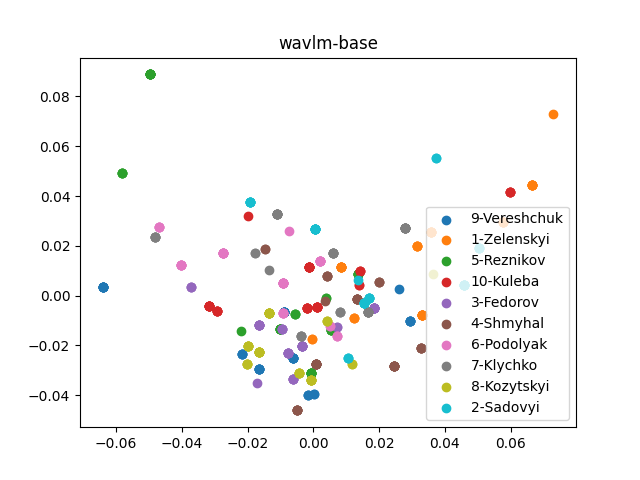 wavlm-base
0.08
0.06
0.04
0.02
0.00
−0.02
−0.04
−0.06
−0.04
−0.02
0.00
0.02
0.04
0.06
9-Vereshchuk
1-Zelenskyi
5-Reznikov
10-Kuleba
3-Fedorov
4-Shmyhal
6-Podolyak
7-Klychko
8-Kozytskyi
2-Sadovyi